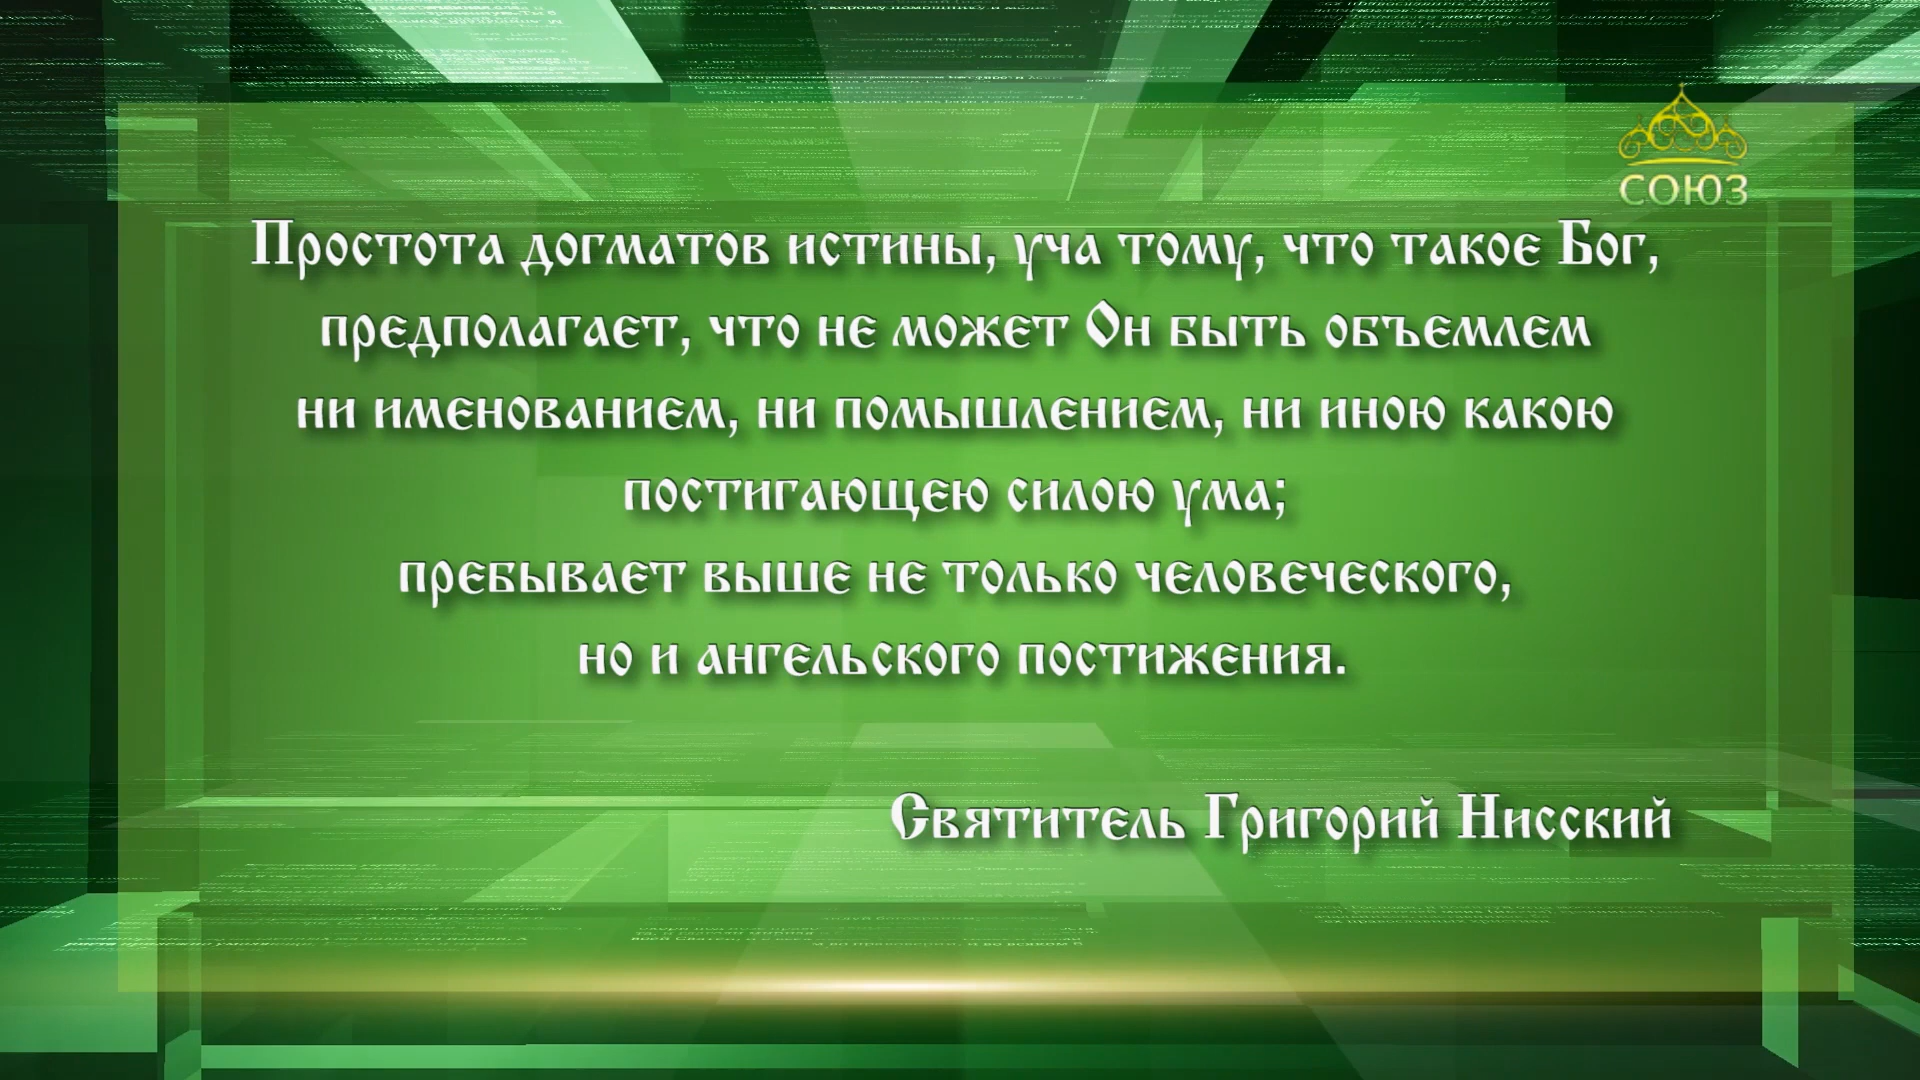 СОЮЗ
Простота догматов истины, уча тому, что такое Бог,
предполагает, что не может Он быть объемлем
ни именованием, ни помышлением, ни иною какою
постигающею силою ума;
пребывает выше не только человеческого,
но и ангельского постижения.
Святитель Григорий Нисский